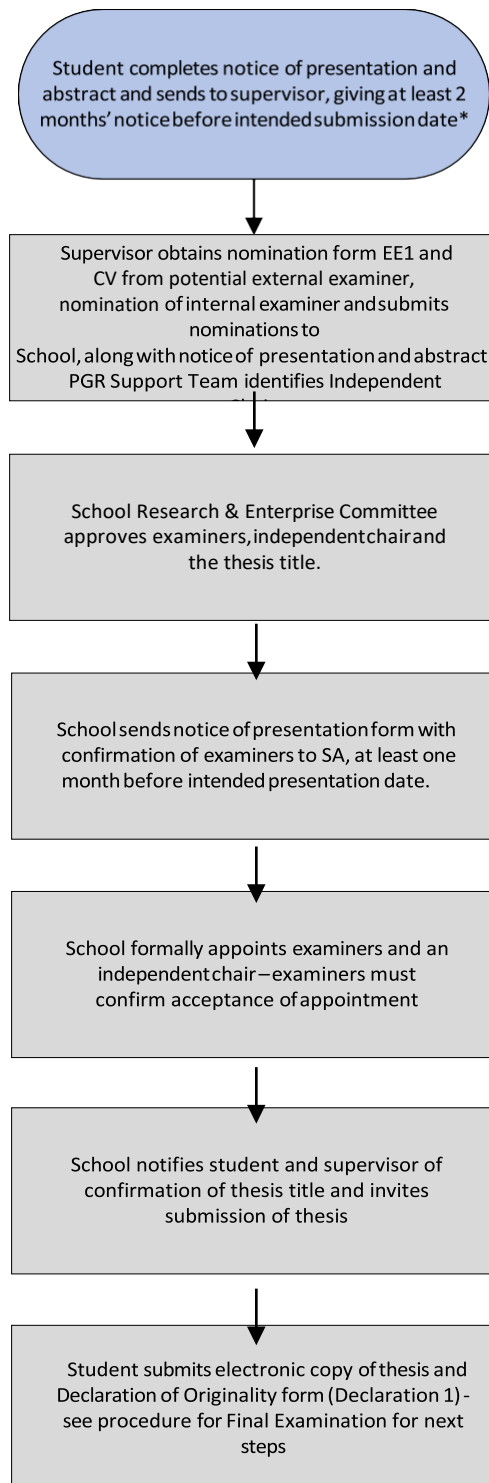 Student completes notice of presentation and
abstract and sends to supervisor, giving at least 2
months' notice before intended submission date*
Supervisor obtains nomination form EE1 and
CV from potential external examiner,
nomination of internal examiner and submits
nominations to
School, along with notice of presentation and abstract
PGR Support Team identifies Independent
School Research & Enterprise Committee
approves examiners, independent chair and
the thesis title.
School sends notice of presentation form with
confirmation of examiners to SA, at least one
month before intended presentation date.
School formally appoints examiners and an
independent chair – examiners must
confirm acceptance of appointment
School notifies student and supervisor of
confirmation of thesis title and invites
submission of thesis
Student submits electronic copy of thesis and
Declaration of Originality form (Declaration 1) -
see procedure for Final Examination for next
steps